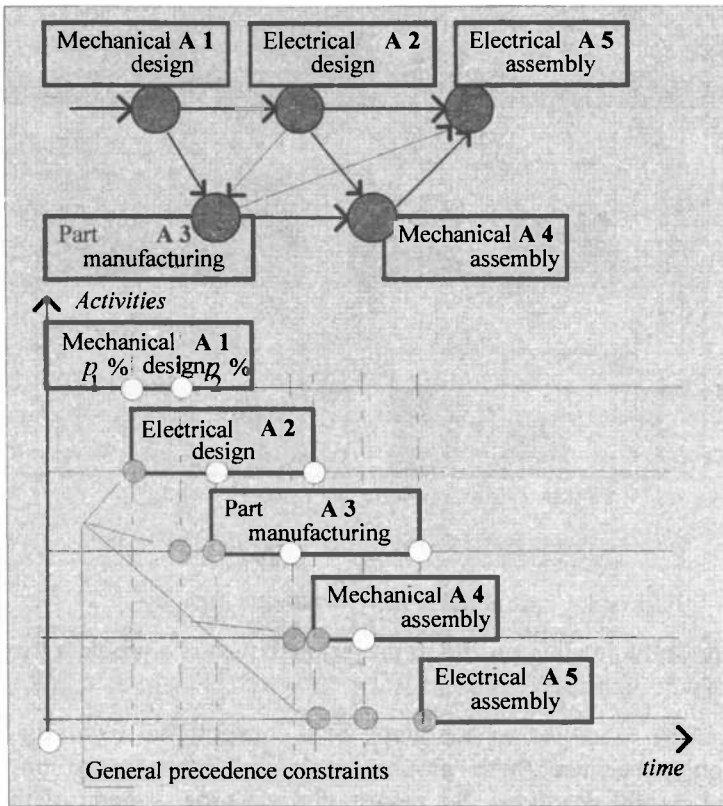 Mechanical A 1
design
Electrical A 2
design
Electrical A 5
assembly
Part A 3
manufacturing
Mechanical A 4
assembly
Activities
Mechanical A 1
p1 % design p2 %
Electrical A 2
design
Part A 3
manufacturing
Mechanical A 4
assembly
Electrical A 5
assembly
General precedence constraints
time